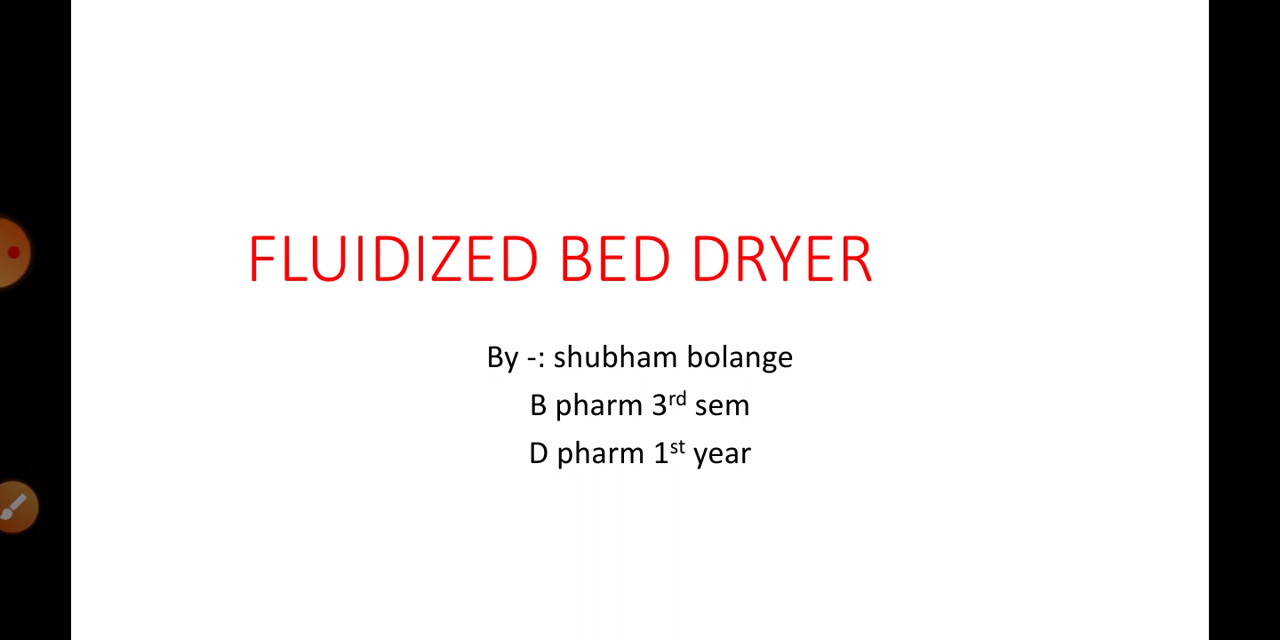 FLUIDIZED BED DRYER
By -: shubham bolange
B pharm 3rd sem
D pharm 1st year